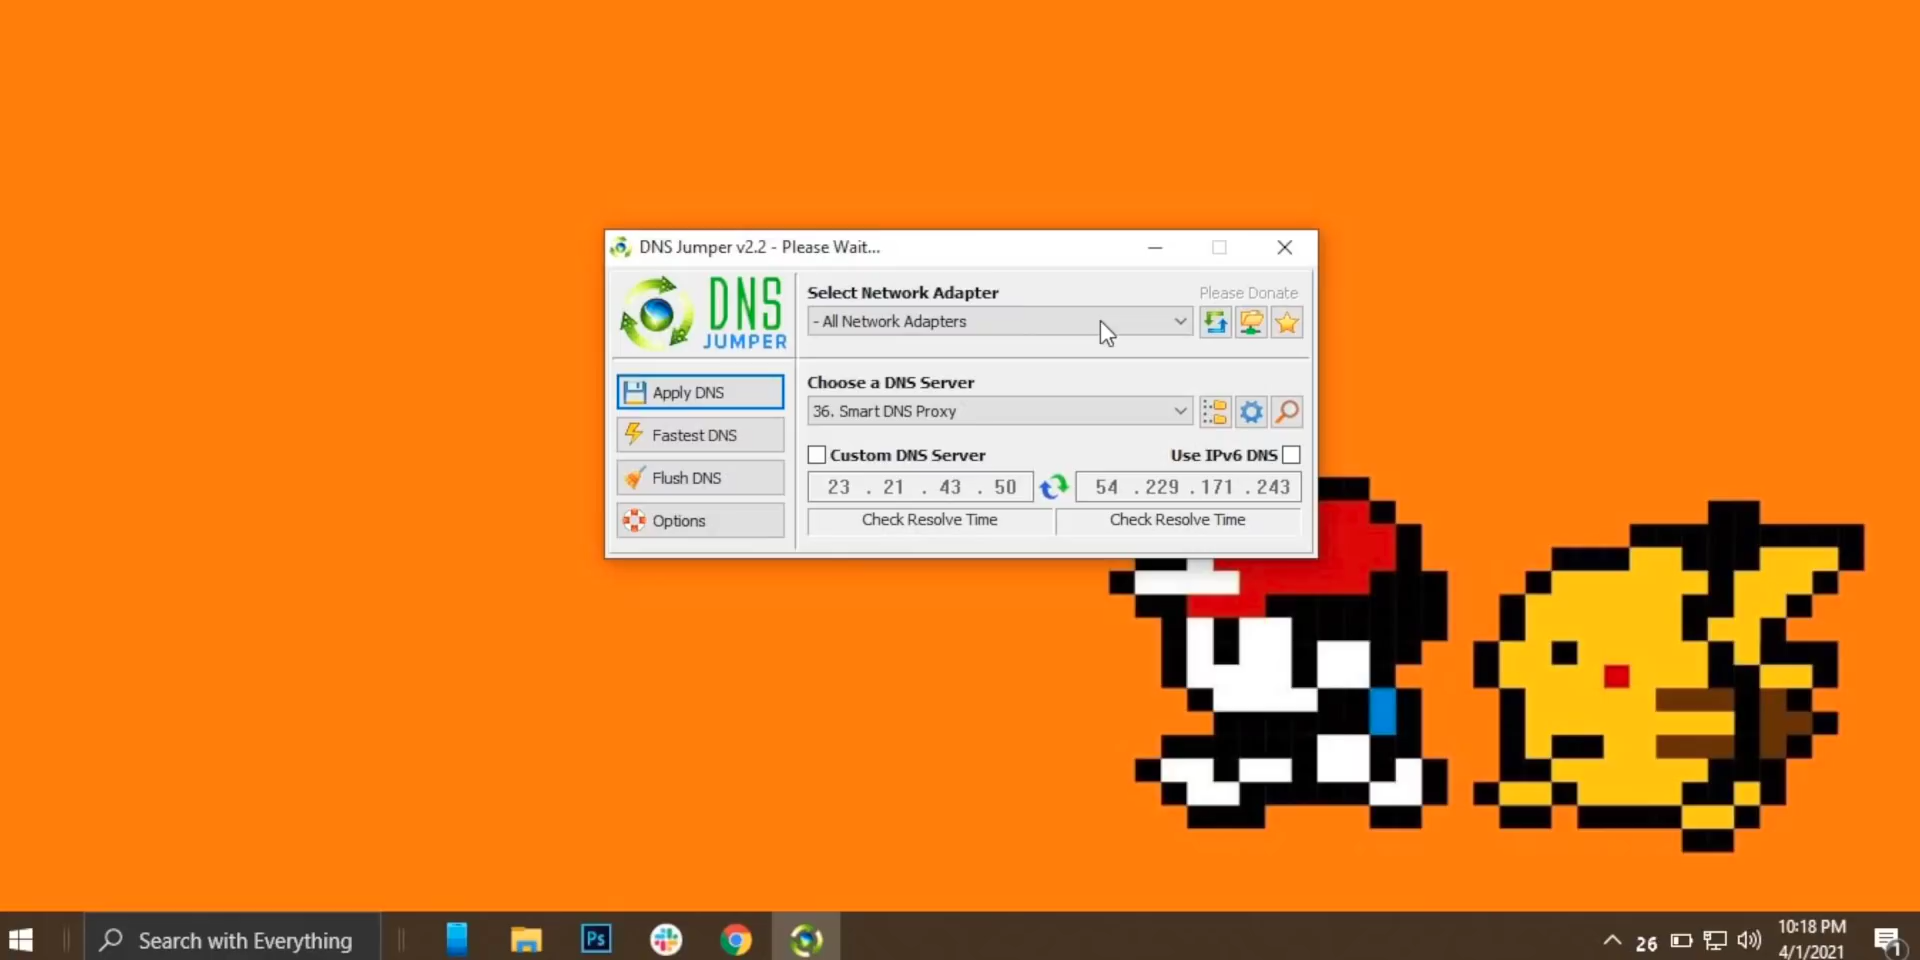 DNS Jumper v2.2 - Please Wait...
DNS
JUMPER
Select Network Adapter
Please Donate
- All Network Adapters
Apply DNS
Fastest DNS
Flush DNS
Options
Choose a DNS Server
36. Smart DNS Proxy
Custom DNS Server
Use IPv6 DNS
23 . 21 . 43 . 50
54 .229 .171 .243
Check Resolve Time
Check Resolve Time
Search with Everything
Ps
26
10:18 PM
4/1/2021
1